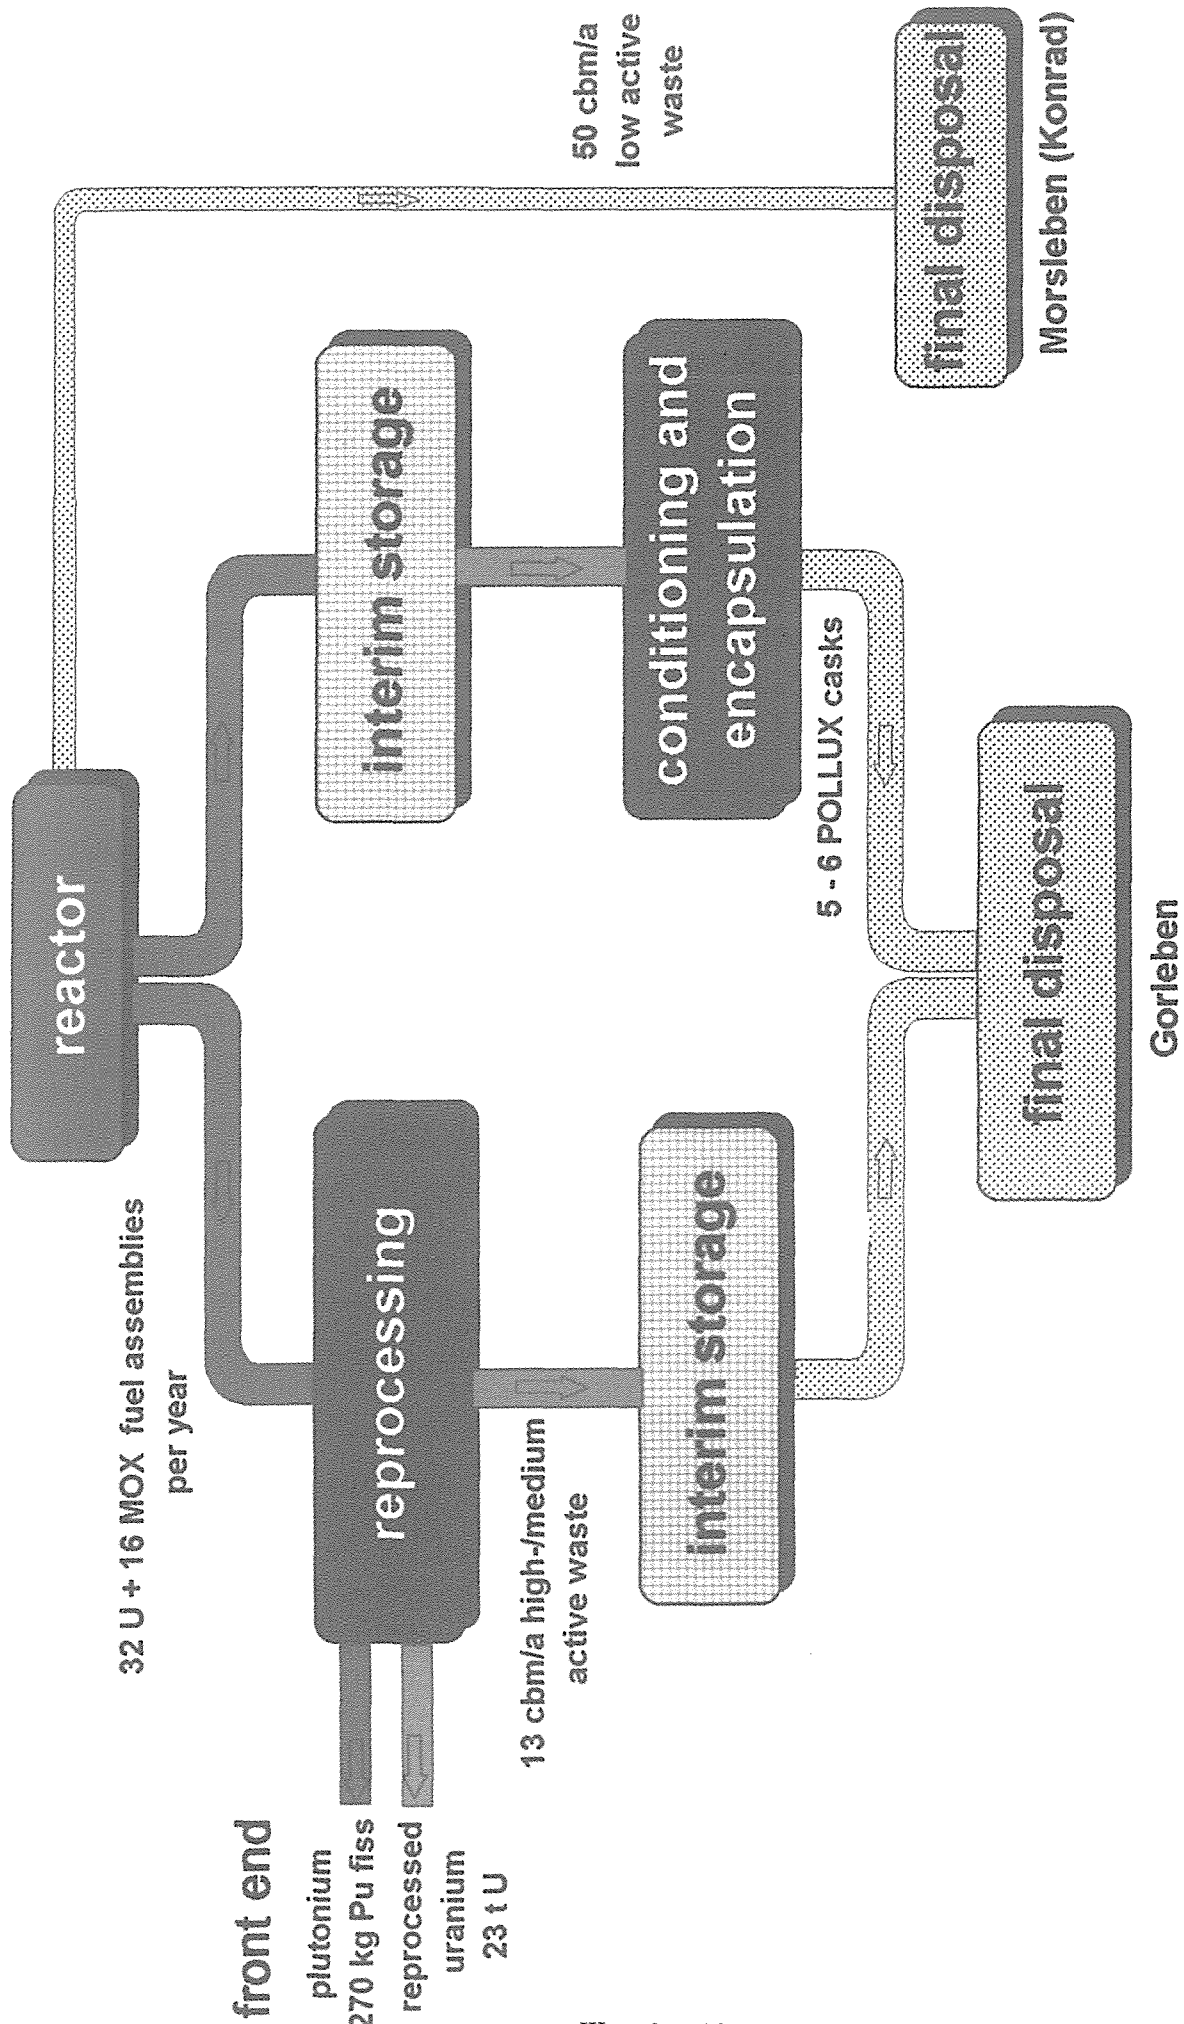 reactor
32 U + 16 MOX fuel assemblies
per year
front end
plutonium
270 kg Pu fiss
reprocessed
uranium
23 t U
reprocessing
interim storage
13 cbm/a high-/medium
active waste
interim storage
conditioning and
encapsulation
5 - 6 POLLUX casks
50 cbm/a
low active
waste
final disposal
Gorleben
final disposal
Morsleben (Konrad)